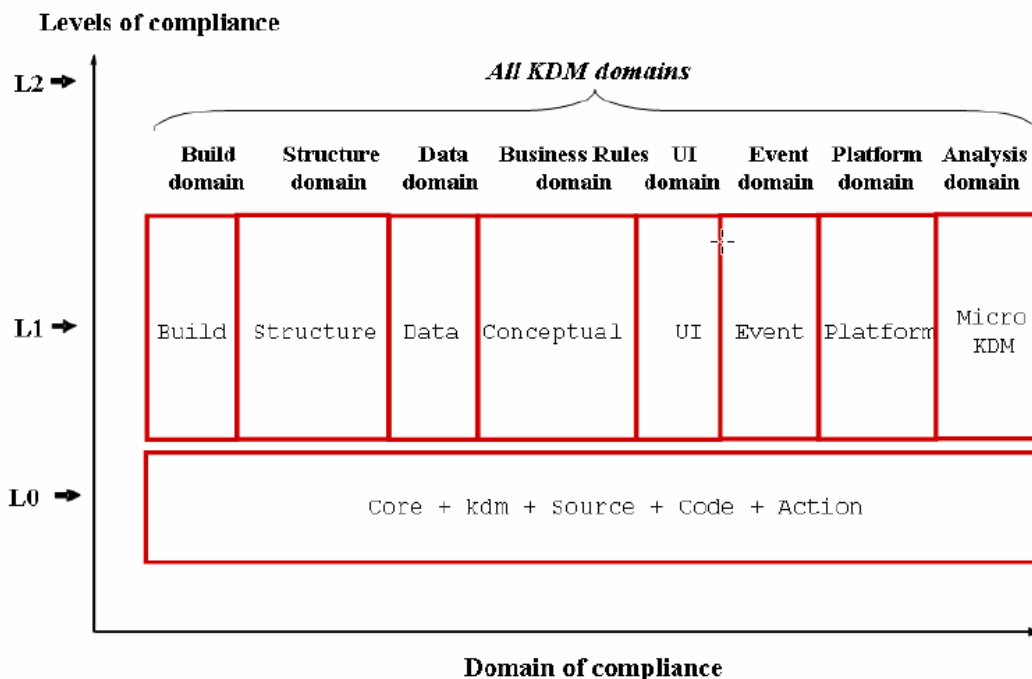 Levels of compliance
L2
All KDM domains
Build domain
Structure domain
Data domain
Business Rules domain
UI domain
Event domain
Platform domain
Analysis domain
L1
Build
Structure
Data
Conceptual
UI
Event
Platform
Micro
KDM
L0
Core + kdm + Source + Code + Action
Domain of compliance